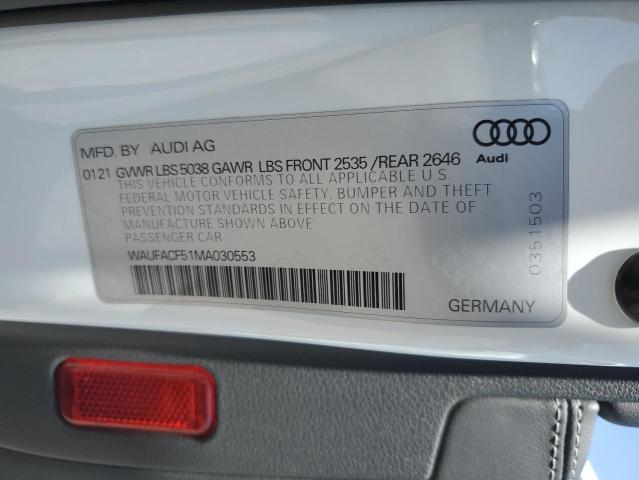 MFD. BY AUDI AG
01 21 GVWR LBS 5038 GAWR LBS FRONT 2535 /REAR 2646
THIS VEHICLE CONFORMS TO ALL APPLICABLE U S
FEDERAL MOTOR VEHICLE SAFETY, BUMPER AND THEFT
PREVENTION STANDARDS IN EFFECT ON THE DATE OF
MANUFACTURE SHOWN ABOVE
PASSENGER CAR
WAUFACF51MA030553
Audi
0351503
GERMANY